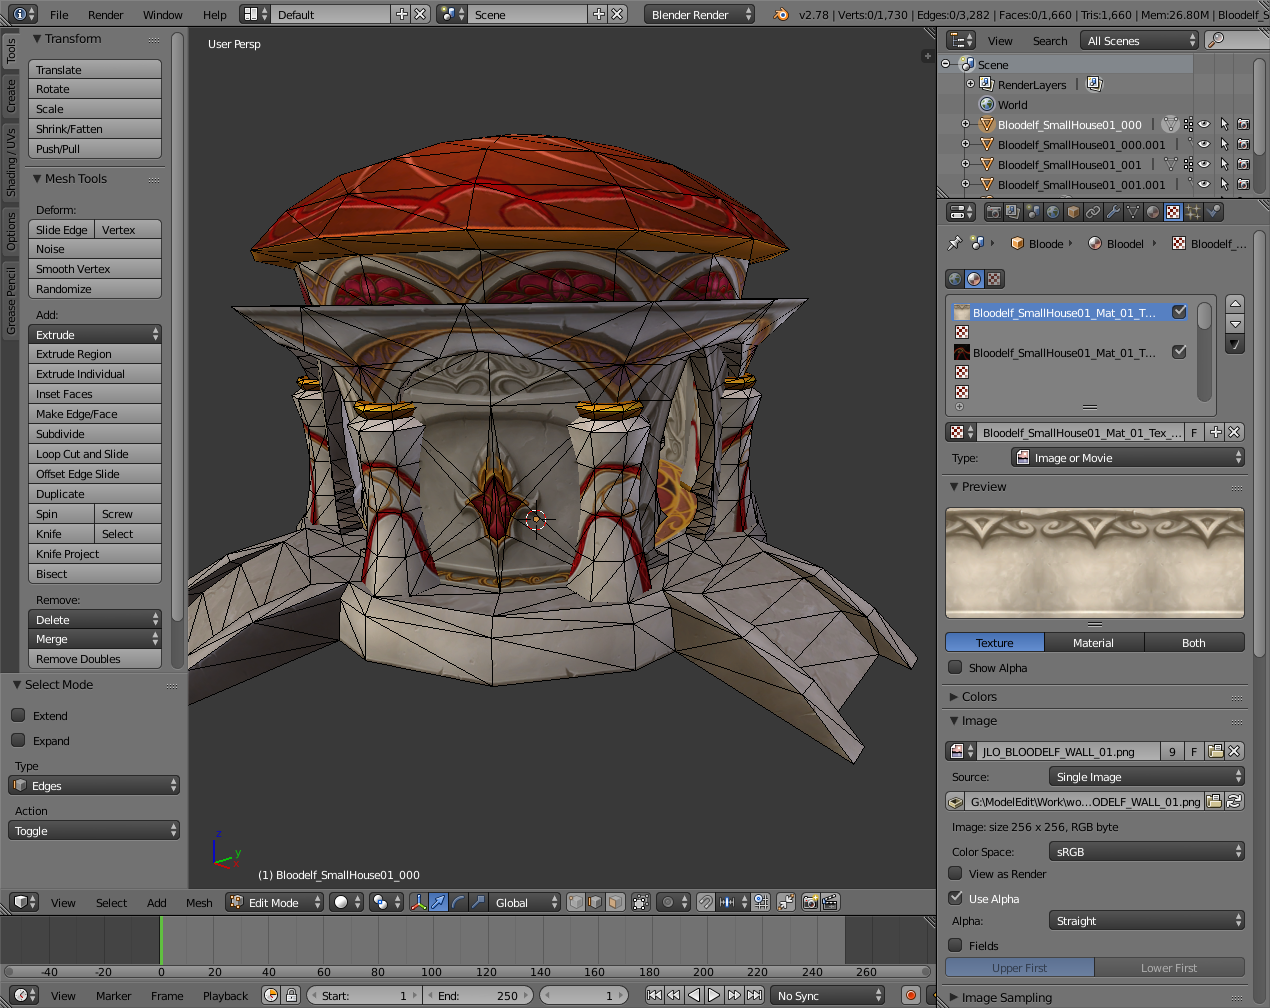 File Render Window Help Default Scene Blender Render v2.78 | Verts:0/1,730 | Edges:0/3,282 | Faces:0/1,660 | Tris:1,660 | Mem:26.80M | Bloodelf_S
Tools
Create
Shading / UVs
Options
Grease Pencil
Transform
Translate
Rotate
Scale
Shrink/Fatten
Push/Pull
Mesh Tools
Deform:
Slide Edge Vertex
Noise
Smooth Vertex
Randomize
Add:
Extrude
Extrude Region
Extrude Individual
Inset Faces
Make Edge/Face
Subdivide
Loop Cut and Slide
Offset Edge Slide
Duplicate
Spin Screw
Knife Select
Knife Project
Bisect
Remove:
Delete
Merge
Remove Doubles
Select Mode
Extend
Expand
Type
Edges
Action
Toggle
User Persp
z
y
(1) Bloodelf_SmallHouse01_000
View Select Add Mesh Edit Mode Global
-40 -20 0 20 40 60 80 100 120 140 160 180 200 220 240 260
View Marker Frame Playback Start: 1 End: 250 1 No Sync
View Search All Scenes
Scene
RenderLayers
World
Bloodelf_SmallHouse01_000
Bloodelf_SmallHouse01_000.001
Bloodelf_SmallHouse01_001
Bloodelf_SmallHouse01_001.001
Bloode Bloodel Bloodelf_...
Bloodelf_SmallHouse01_Mat_01_T...
Bloodelf_SmallHouse01_Mat_01_T...
Bloodelf_SmallHouse01_Mat_01_Tex_... F
Type: Image or Movie
Preview
Texture Material Both
Show Alpha
Colors
Image
JLO_BLOODELF_WALL_01.png 9 F
Source: Single Image
G:\ModelEdit\Work\wo...ODELF_WALL_01.png
Image: size 256 x 256, RGB byte
Color Space: sRGB
View as Render
Use Alpha
Alpha: Straight
Fields
Upper First Lower First
Image Sampling